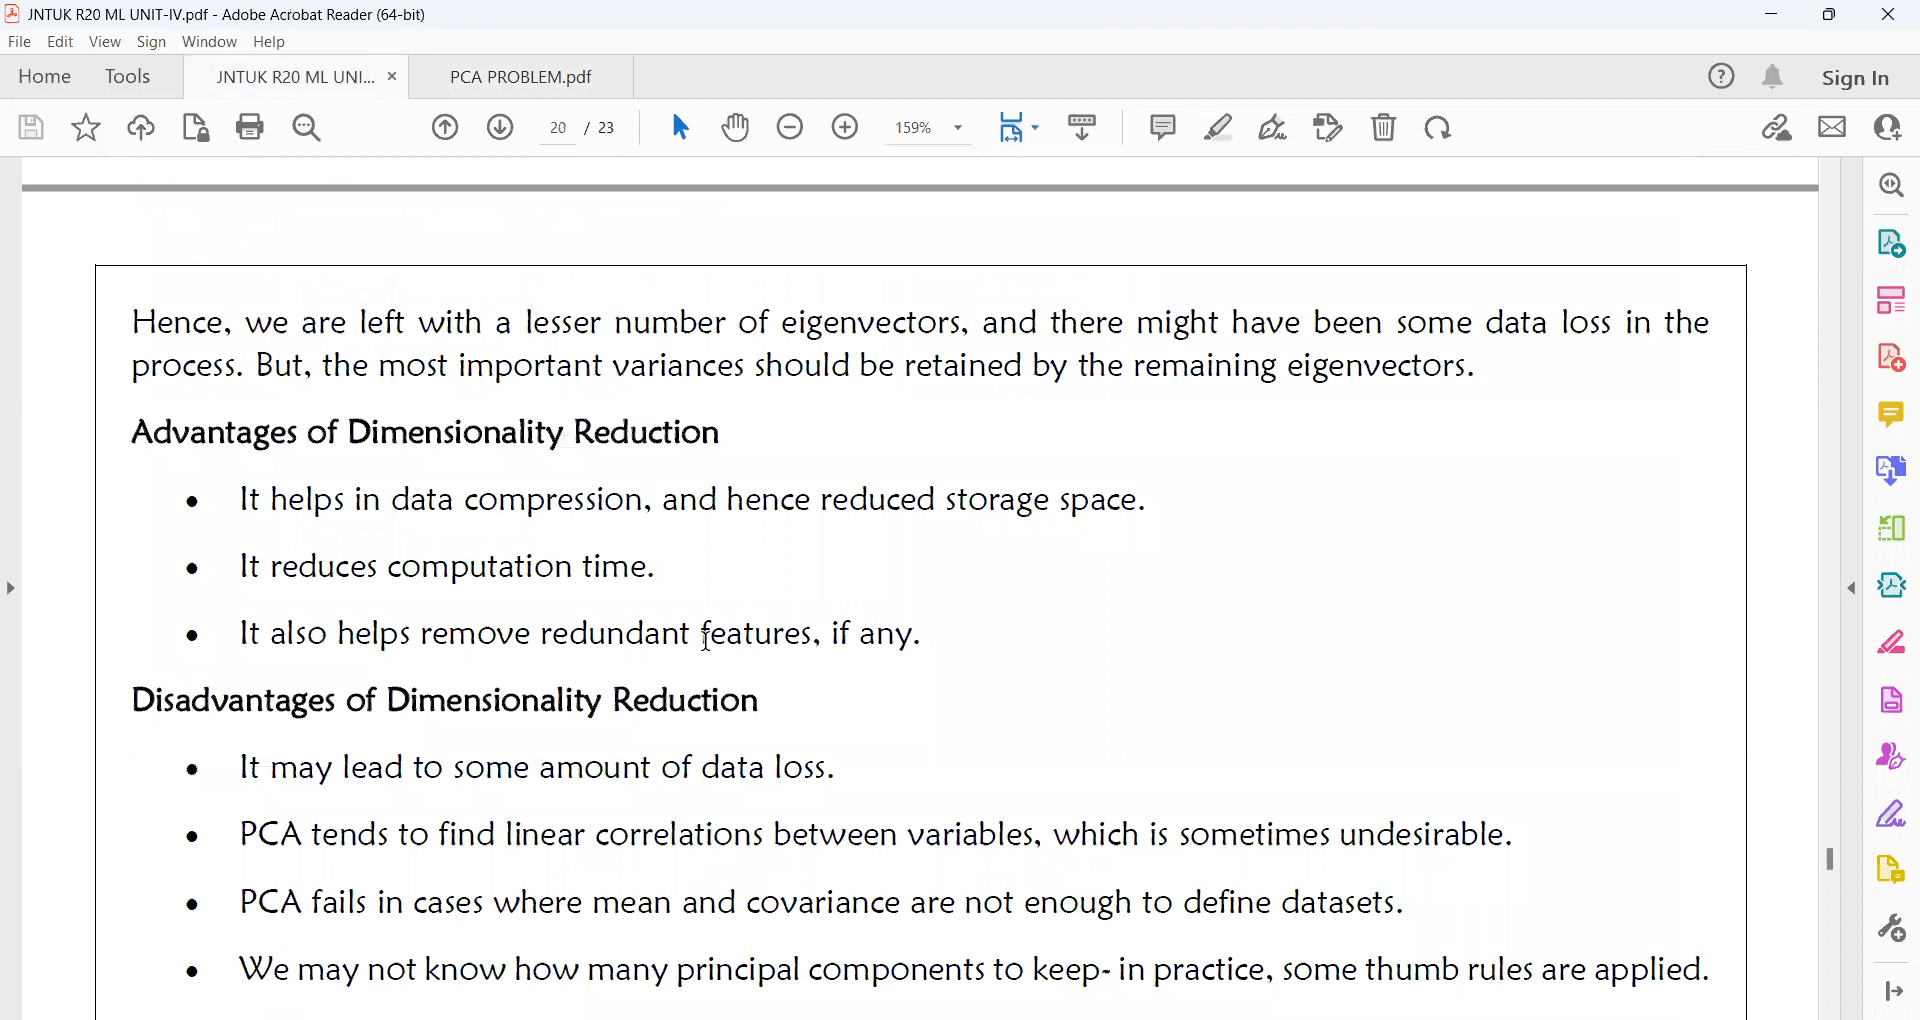 JNTUK R20 ML UNIT-IV.pdf - Adobe Acrobat Reader (64-bit)
File Edit View Sign Window Help
Home Tools JNTUK R20 ML UNI... × PCA PROBLEM.pdf Sign In
20 / 23 159%
Hence, we are left with a lesser number of eigenvectors, and there might have been some data loss in the
process. But, the most important variances should be retained by the remaining eigenvectors.
Advantages of Dimensionality Reduction
• It helps in data compression, and hence reduced storage space.
• It reduces computation time.
• It also helps remove redundant features, if any.
Disadvantages of Dimensionality Reduction
• It may lead to some amount of data loss.
• PCA tends to find linear correlations between variables, which is sometimes undesirable.
• PCA fails in cases where mean and covariance are not enough to define datasets.
• We may not know how many principal components to keep- in practice, some thumb rules are applied.